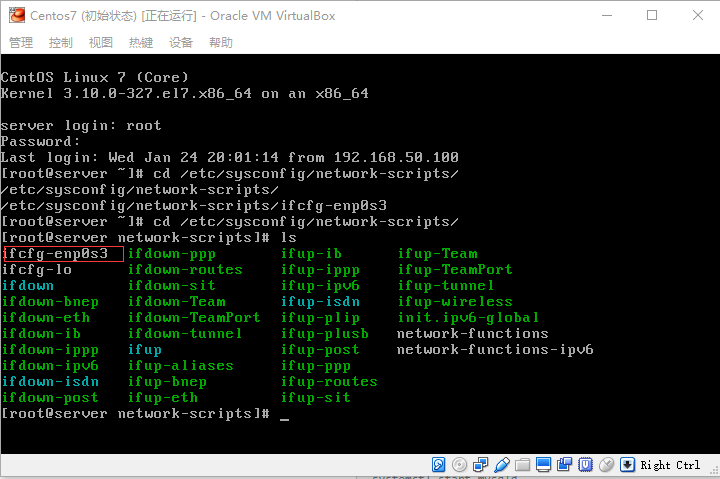 Centos7 (初始状态) [正在运行] - Oracle VM VirtualBox
管理 控制 视图 热键 设备 帮助
CentOS Linux 7 (Core)
Kernel 3.10.0-327.el7.x86_64 on an x86_64
server login: root
Password:
Last login: Wed Jan 24 20:01:14 from 192.168.50.100
[root@server ~]# cd /etc/sysconfig/network-scripts/
/etc/sysconfig/network-scripts/
/etc/sysconfig/network-scripts/ifcfg-enp0s3
[root@server ~]# cd /etc/sysconfig/network-scripts/
[root@server network-scripts]# ls
ifcfg-enp0s3 ifdown-ppp ifup-ib ifup-Team
ifcfg-lo ifdown-routes ifup-ippp ifup-TeamPort
ifdown ifdown-sit ifup-ipv6 ifup-tunnel
ifdown-bnep ifdown-Team ifup-isdn ifup-wireless
ifdown-eth ifdown-TeamPort ifup-plip init.ipv6-global
ifdown-ib ifdown-tunnel ifup-plusb network-functions
ifdown-ippp ifup ifup-post network-functions-ipv6
ifdown-ipv6 ifup-aliases ifup-ppp
ifdown-isdn ifup-bnep ifup-routes
ifdown-post ifup-eth ifup-sit
[root@server network-scripts]# _
Right Ctrl
systemctl start mysqld